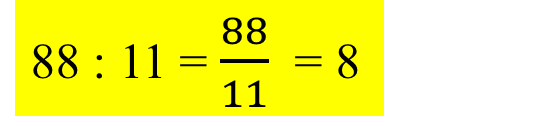 88 : 11 = 88/11 = 8